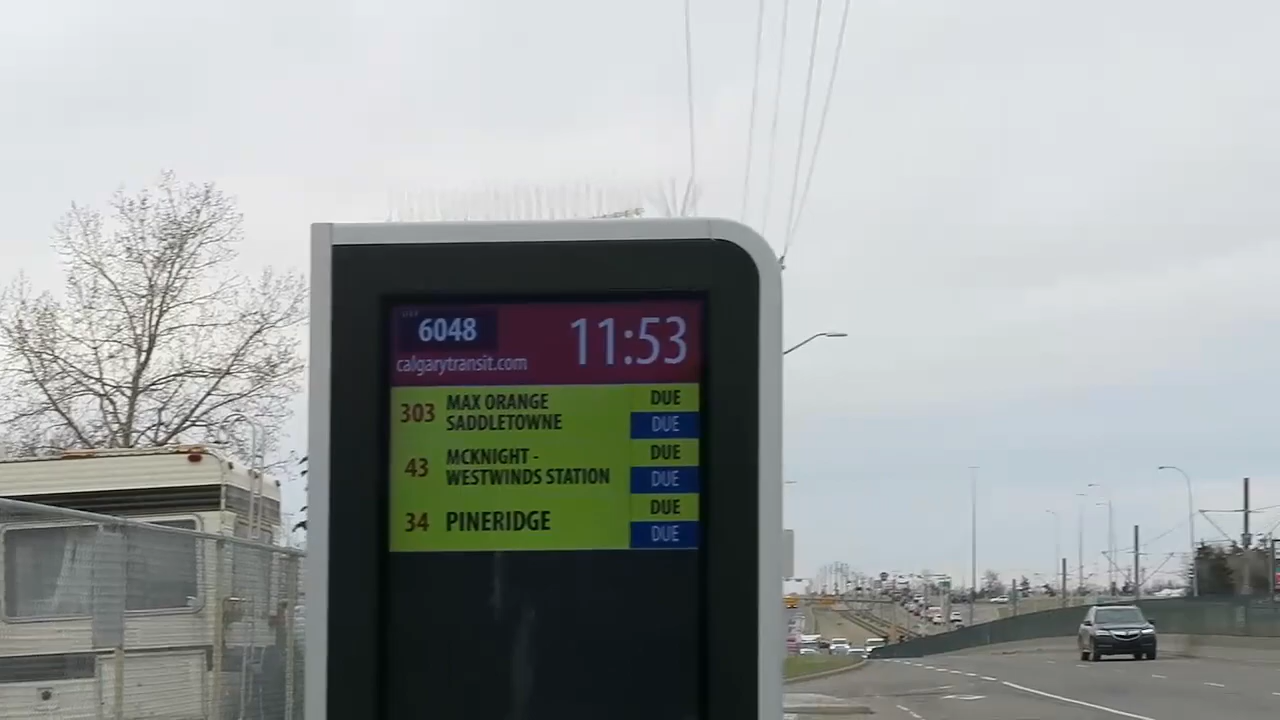 6048
11:53
calgarytransit.com
303 MAX ORANGE SADDLETOWNE DUE
DUE
43 MCKNIGHT - WESTWINDS STATION DUE
DUE
34 PINERIDGE DUE
DUE